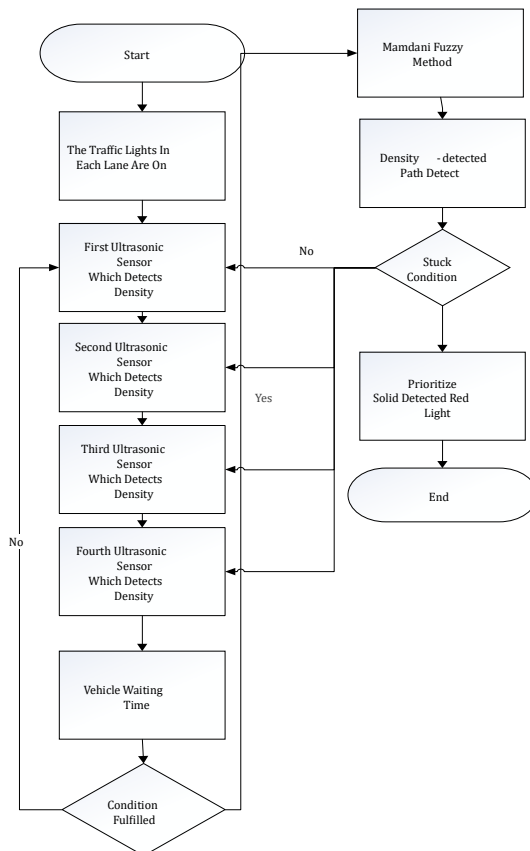 Start
The Traffic Lights In
Each Lane Are On
First Ultrasonic
Sensor
Which Detects
Density
Second Ultrasonic
Sensor
Which Detects
Density
Third Ultrasonic
Sensor
Which Detects
Density
Fourth Ultrasonic
Sensor
Which Detects
Density
Vehicle Waiting
Time
Condition
Fulfilled
No
Yes
Mamdani Fuzzy
Method
Density -detected
Path Detect
Stuck
Condition
No
Prioritize
Solid Detected Red
Light
End